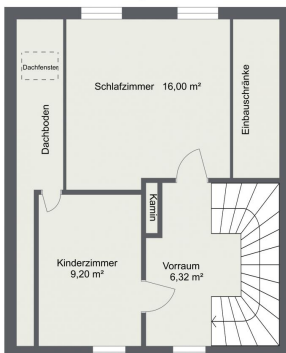 Dachfenster
Dachboden
Schlafzimmer 16,00 m²
Einbauschränke
Kamin
Kinderzimmer
9,20 m²
Vorraum
6,32 m²